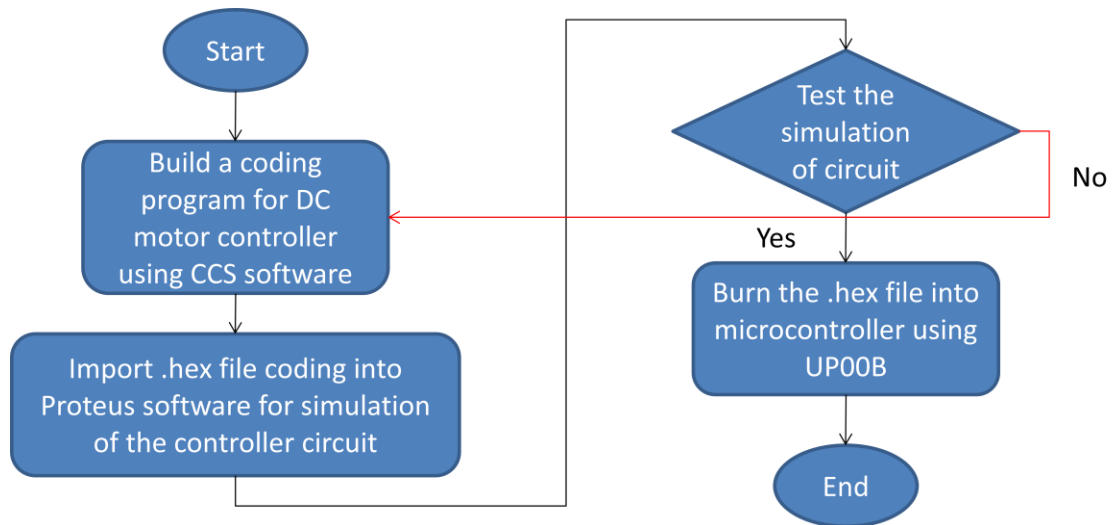 Start
Build a coding
program for DC
motor controller
using CCS software
Import .hex file coding into
Proteus software for simulation
of the controller circuit
Test the
simulation
of circuit
No
Yes
Burn the .hex file into
microcontroller using
UP00B
End